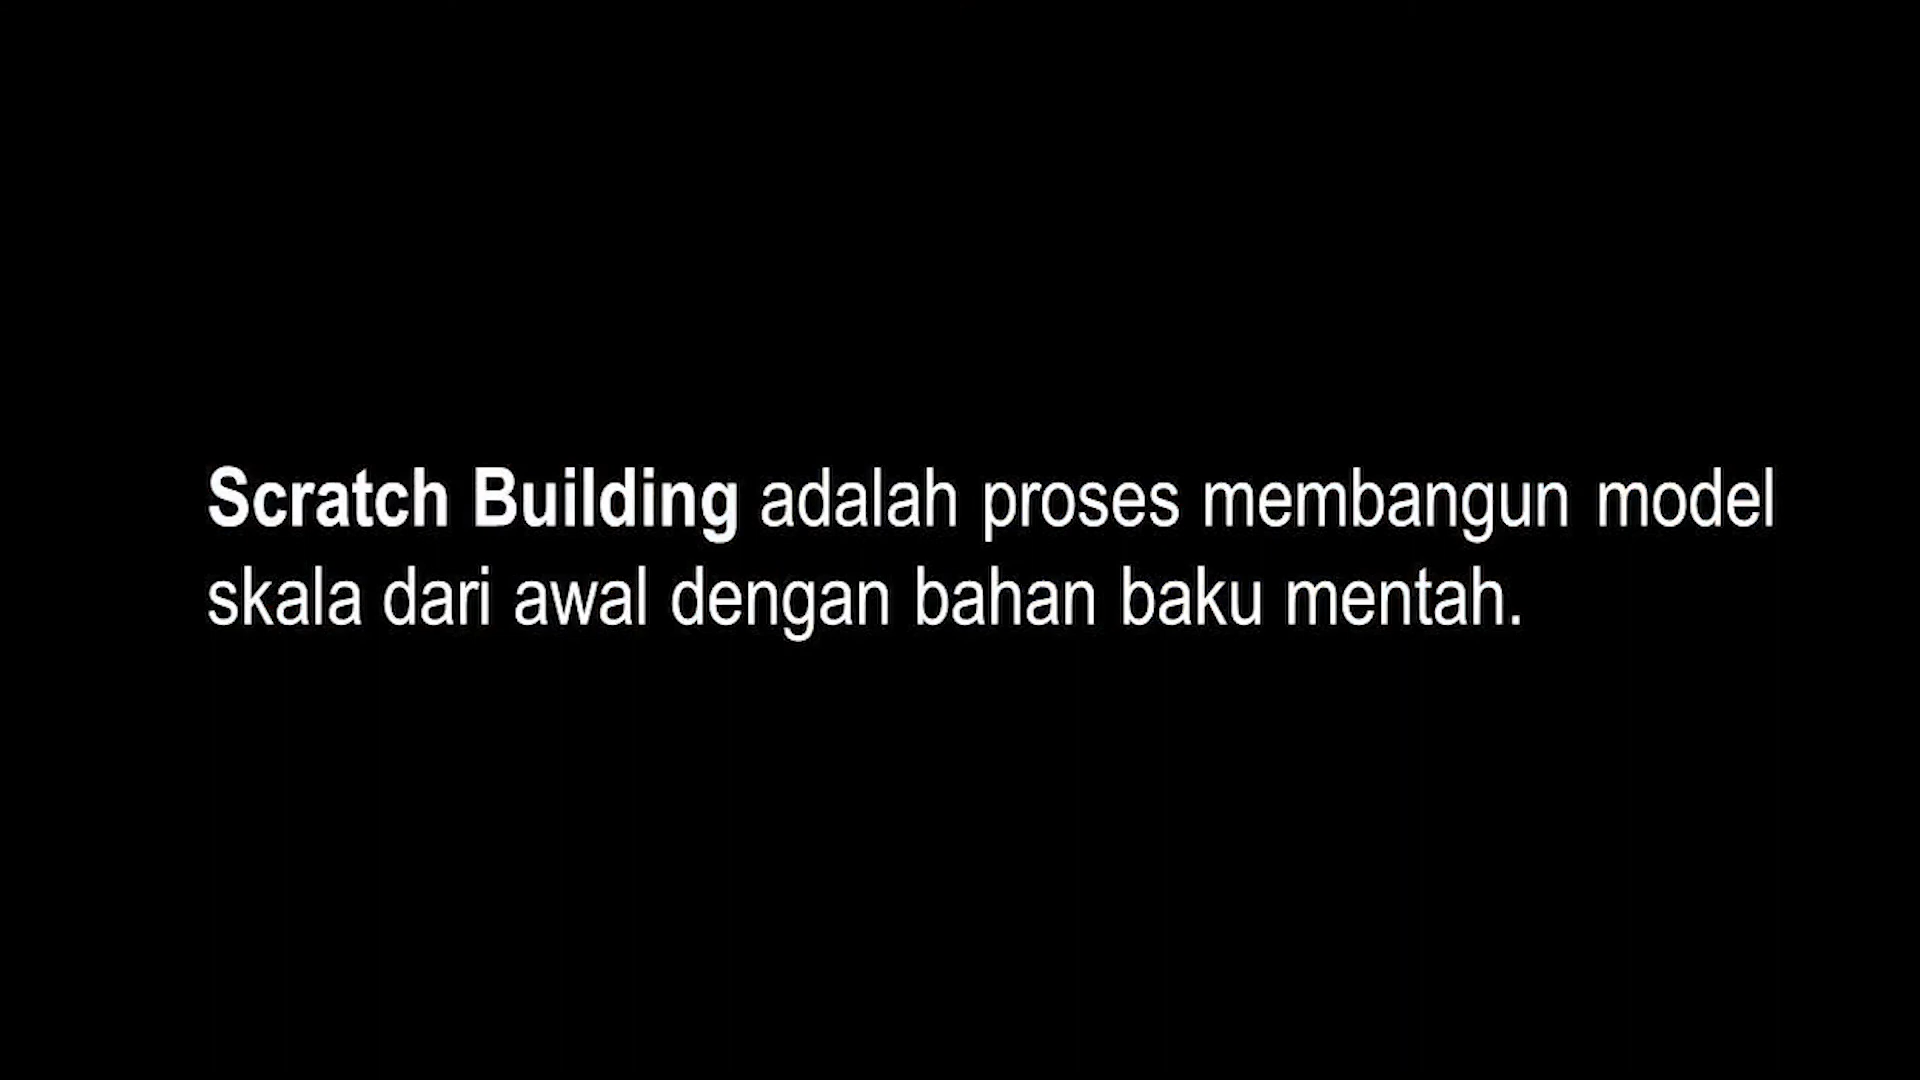 Scratch Building adalah proses membangun model
skala dari awal dengan bahan baku mentah.